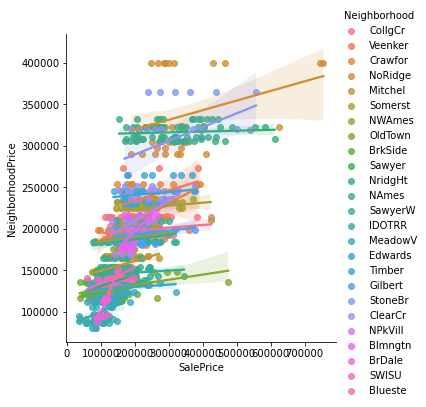 Neighborhood
CollgCr
Veenker
Crawfor
NoRidge
Mitchel
Somerst
NWAmes
OldTown
BrkSide
Sawyer
NridgHt
NAmes
SawyerW
IDOTRR
MeadowV
Edwards
Timber
Gilbert
StoneBr
ClearCr
NPkVill
Blmngtn
BrDale
SWISU
Blueste
400000
350000
300000
250000
200000
150000
100000
NeighborhoodPrice
0 100000 200000 300000 400000 500000 600000 700000
SalePrice